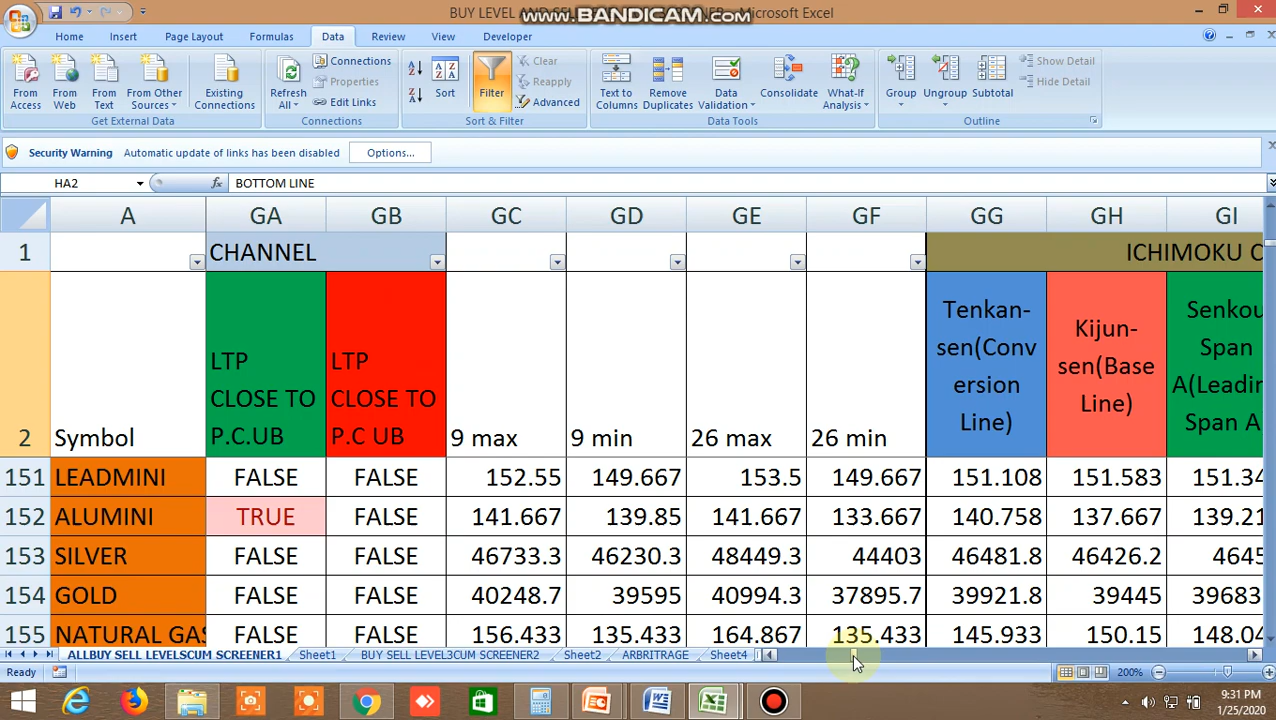 BUY LEVEL AND SE
www.BANDICAM.com
- Microsoft Excel
Home Insert Page Layout Formulas Data Review View Developer
From Access
From Web
From Text
From Other Sources
Existing Connections
Get External Data
Refresh All
Connections
Properties
Edit Links
Connections
Sort
Filter
Clear
Reapply
Advanced
Sort & Filter
Text to Columns
Remove Duplicates
Data Validation
Consolidate
What-If Analysis
Data Tools
Group
Ungroup
Subtotal
Show Detail
Hide Detail
Outline
Security Warning Automatic update of links has been disabled Options...
HA2 fx BOTTOM LINE
A GA GB GC GD GE GF GG GH GI
1 CHANNEL ICHIMOKU C
2 Symbol
LTP CLOSE TO P.C.UB
LTP CLOSE TO P.C UB
9 max
9 min
26 max
26 min
Tenkan-sen(Conversion Line)
Kijun-sen(Base Line)
Senkou Span A(Leading Span A
151 LEADMINI FALSE FALSE 152.55 149.667 153.5 149.667 151.108 151.583 151.34
152 ALUMINI TRUE FALSE 141.667 139.85 141.667 133.667 140.758 137.667 139.21
153 SILVER FALSE FALSE 46733.3 46230.3 48449.3 44403 46481.8 46426.2 4645
154 GOLD FALSE FALSE 40248.7 39595 40994.3 37895.7 39921.8 39445 39683
155 NATURAL GAS FALSE FALSE 156.433 135.433 164.867 135.433 145.933 150.15 148.04
ALLBUY SELL LEVELSCUM SCREENER1 Sheet1 BUY SELL LEVEL3CUM SCREENER2 Sheet2 ARBRITRAGE Sheet4
Ready 200%
9:31 PM
1/25/2020